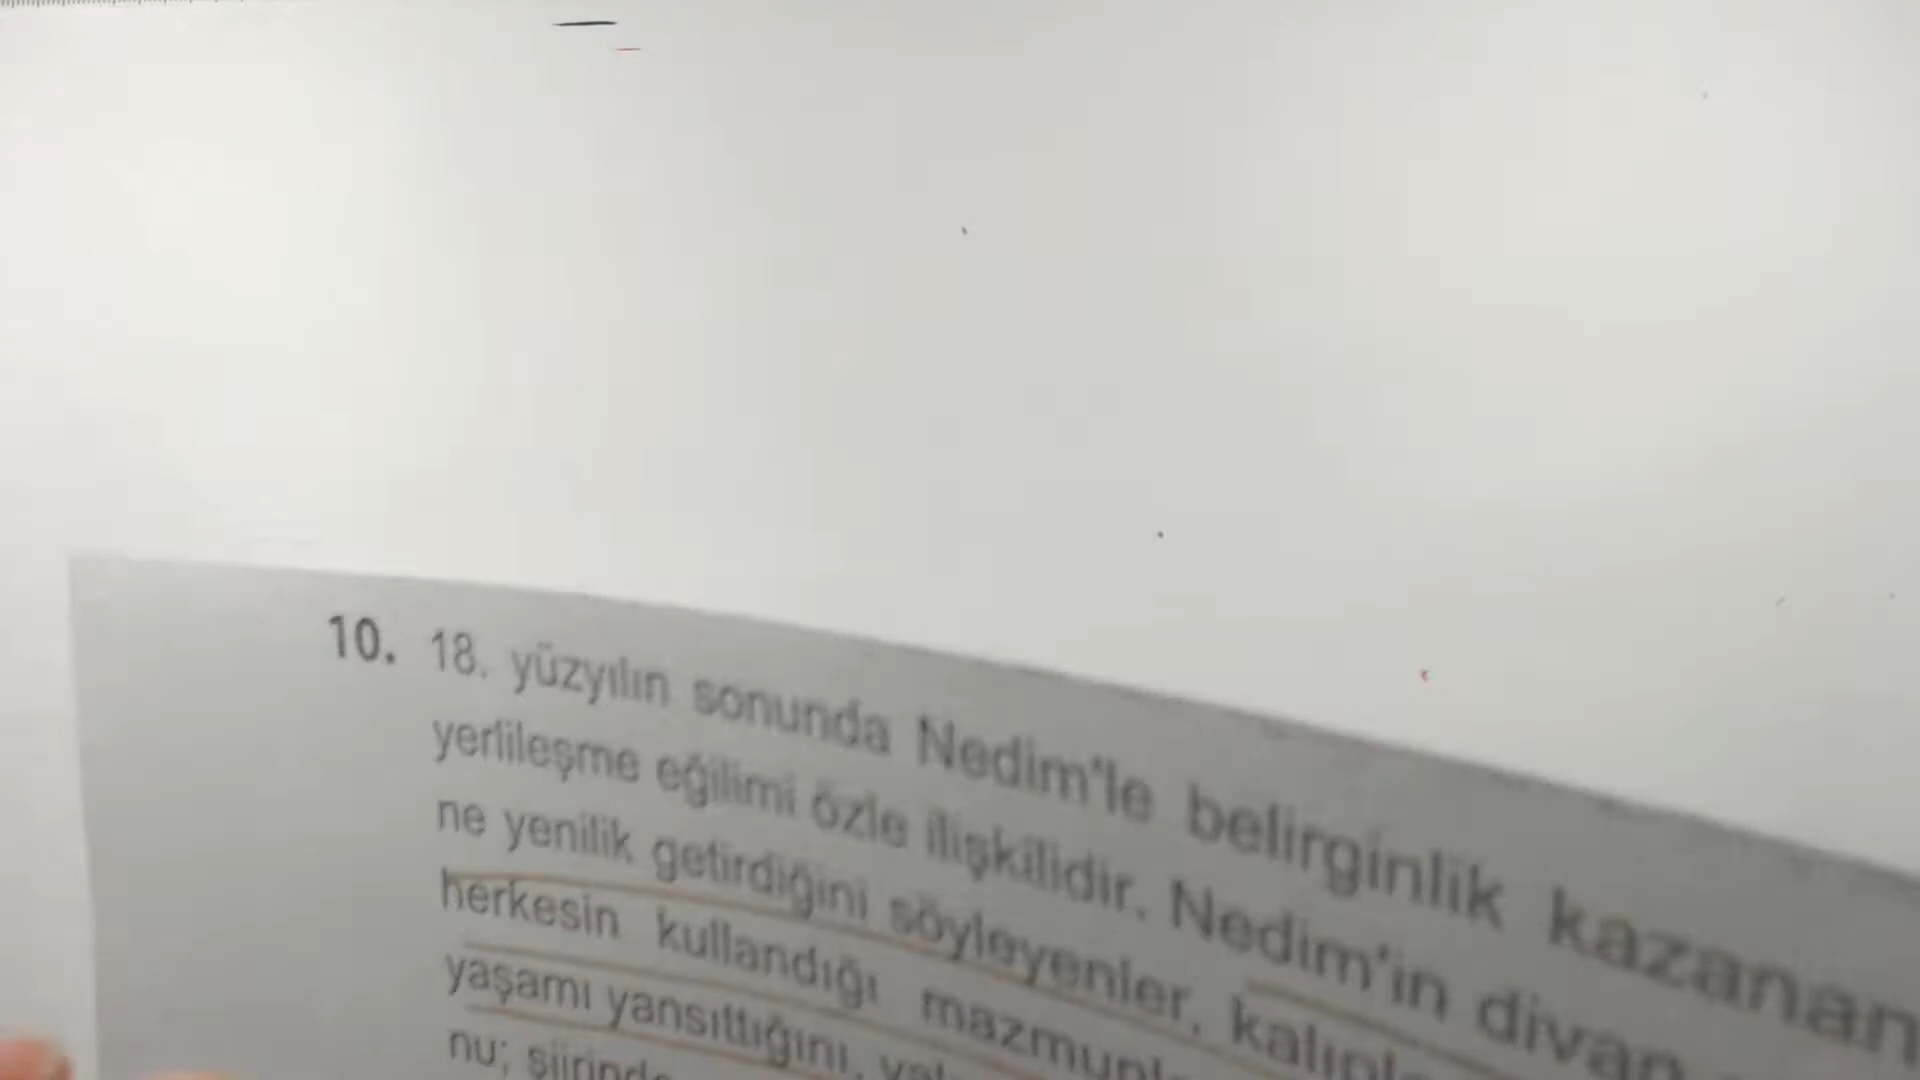 10. 18. yüzyılın sonunda Nedim'le belirginlik kazanan
yerlileşme eğilimi özle ilişkilidir. Nedim'in divan
ne yenilik getirdiğini söyleyenler,
herkesin kullandığı
yaşamı yansıttığını,
nu;